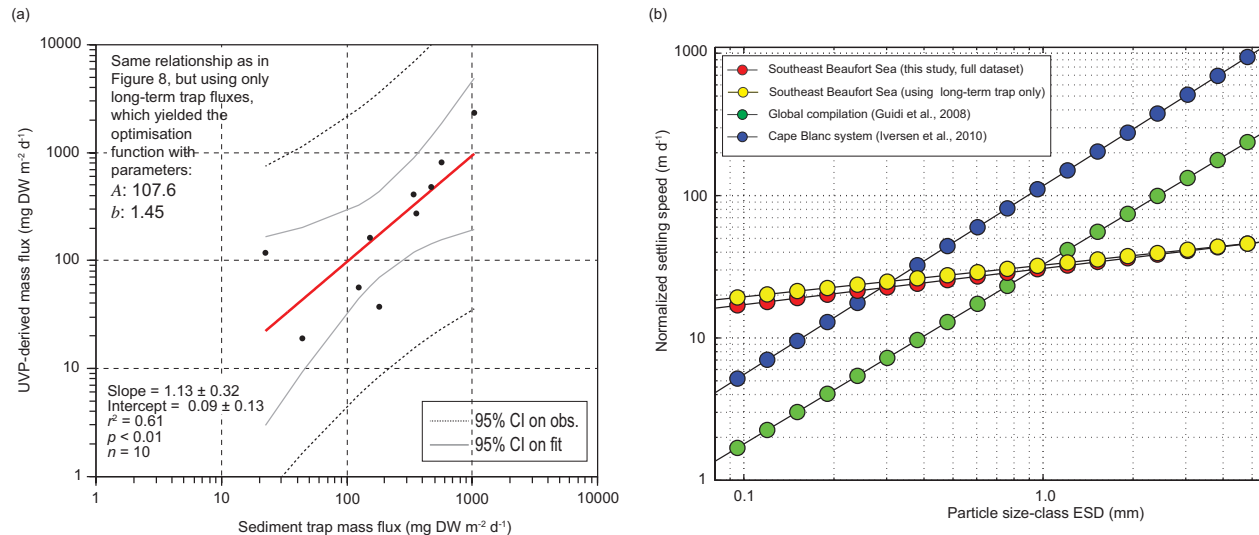 (a)
10000
1000
100
10
1
UVP-derived mass flux (mg DW m⁻² d⁻¹)
Same relationship as in
Figure 8, but using only
long-term trap fluxes,
which yielded the
optimisation
function with
parameters:
A: 107.6
b: 1.45
Slope = 1.13 ± 0.32
Intercept = 0.09 ± 0.13
r² = 0.61
p < 0.01
n = 10
95% CI on obs.
95% CI on fit
1 10 100 1000 10000
Sediment trap mass flux (mg DW m⁻² d⁻¹)
(b)
1000
100
10
1
Normalized setting speed (m d⁻¹)
Southeast Beaufort Sea (this study, full dataset)
Southeast Beaufort Sea (using long-term trap only)
Global compilation (Guidi et al., 2008)
Cape Blanc system (Iversen et al., 2010)
0.1 1.0
Particle size-class ESD (mm)